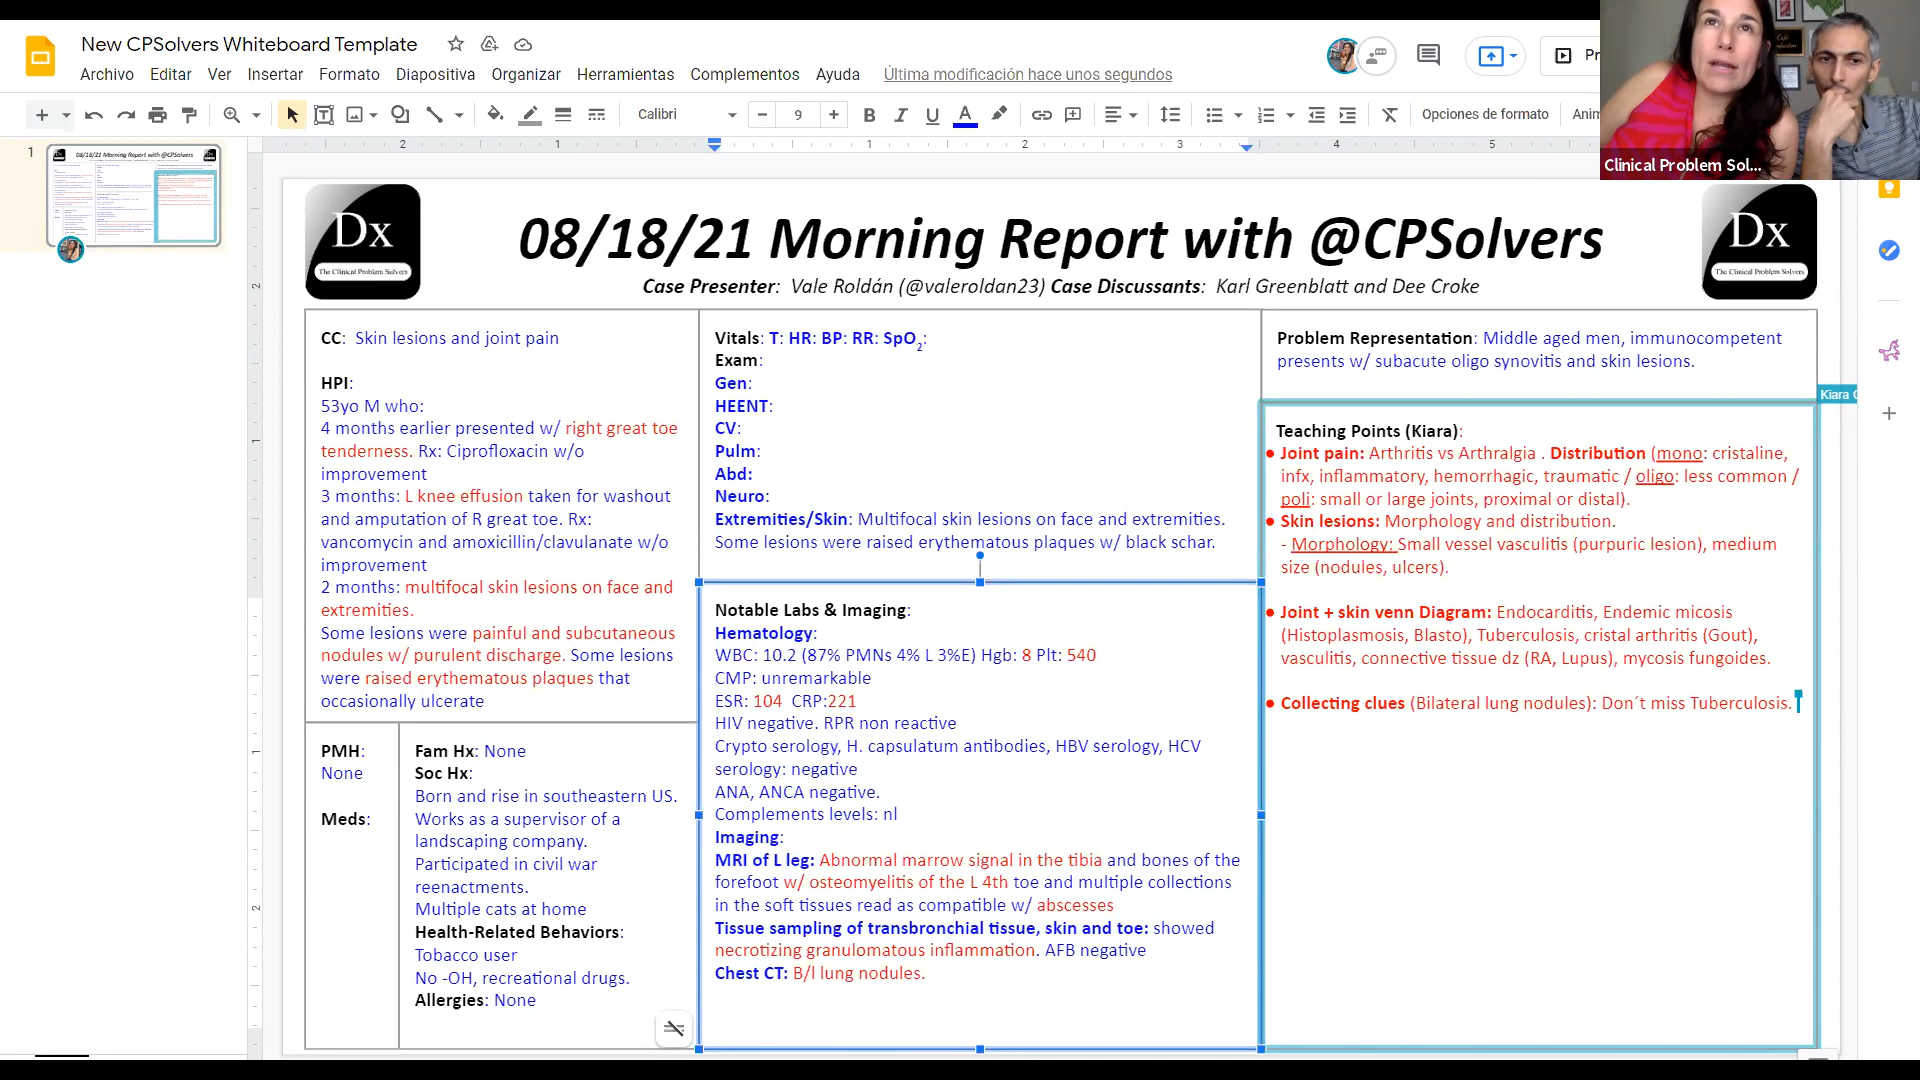 New CPSolvers Whiteboard Template
Archivo Editar Ver Insertar Formato Diapositiva Organizar Herramientas Complementos Ayuda Última modificación hace unos segundos
Calibri 9 Opciones de formato
Clinical Problem Sol...
2 1 1 2 3 4 5
1
08/18/21 Morning Report with @CPSolvers
Dx
The Clinical Problem Solvers
08/18/21 Morning Report with @CPSolvers
Case Presenter: Vale Roldán (@valeroldan23) Case Discussants: Karl Greenblatt and Dee Croke
Dx
The Clinical Problem Solvers
CC: Skin lesions and joint pain
HPI:
53yo M who:
4 months earlier presented w/ right great toe
tenderness. Rx: Ciprofloxacin w/o
improvement
3 months: L knee effusion taken for washout
and amputation of R great toe. Rx:
vancomycin and amoxicillin/clavulanate w/o
improvement
2 months: multifocal skin lesions on face and
extremities.
Some lesions were painful and subcutaneous
nodules w/ purulent discharge. Some lesions
were raised erythematous plaques that
occasionally ulcerate
PMH:
None
Meds:
Fam Hx: None
Soc Hx:
Born and rise in southeastern US.
Works as a supervisor of a
landscaping company.
Participated in civil war
reenactments.
Multiple cats at home
Health-Related Behaviors:
Tobacco user
No -OH, recreational drugs.
Allergies: None
Vitals: T: HR: BP: RR: SpO2:
Exam:
Gen:
HEENT:
CV:
Pulm:
Abd:
Neuro:
Extremities/Skin: Multifocal skin lesions on face and extremities.
Some lesions were raised erythematous plaques w/ black schar.
Notable Labs & Imaging:
Hematology:
WBC: 10.2 (87% PMNs 4% L 3%E) Hgb: 8 Plt: 540
CMP: unremarkable
ESR: 104 CRP:221
HIV negative. RPR non reactive
Crypto serology, H. capsulatum antibodies, HBV serology, HCV
serology: negative
ANA, ANCA negative.
Complements levels: nl
Imaging:
MRI of L leg: Abnormal marrow signal in the tibia and bones of the
forefoot w/ osteomyelitis of the L 4th toe and multiple collections
in the soft tissues read as compatible w/ abscesses
Tissue sampling of transbronchial tissue, skin and toe: showed
necrotizing granulomatous inflammation. AFB negative
Chest CT: B/l lung nodules.
Problem Representation: Middle aged men, immunocompetent
presents w/ subacute oligo synovitis and skin lesions.
Teaching Points (Kiara):
● Joint pain: Arthritis vs Arthralgia . Distribution (mono: cristaline,
infx, inflammatory, hemorrhagic, traumatic / oligo: less common /
poli: small or large joints, proximal or distal).
● Skin lesions: Morphology and distribution.
- Morphology: Small vessel vasculitis (purpuric lesion), medium
size (nodules, ulcers).
● Joint + skin venn Diagram: Endocarditis, Endemic micosis
(Histoplasmosis, Blasto), Tuberculosis, cristal arthritis (Gout),
vasculitis, connective tissue dz (RA, Lupus), mycosis fungoides.
● Collecting clues (Bilateral lung nodules): Don´t miss Tuberculosis.